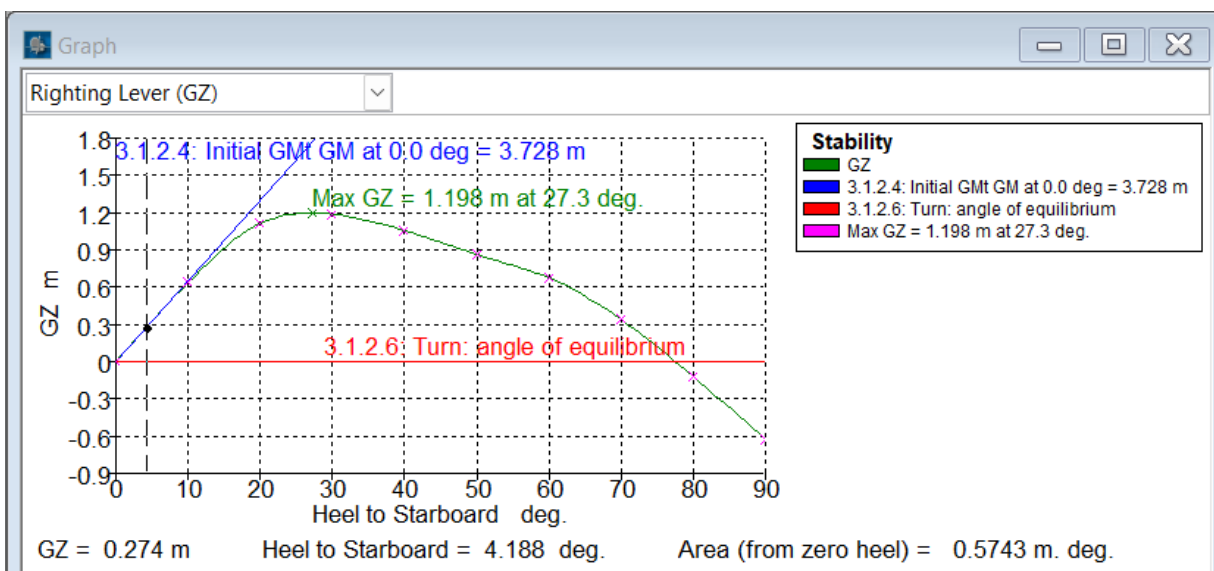 Graph
Righting Lever (GZ)
1.8
1.5
1.2
0.9
0.6
0.3
0
-0.3
-0.6
-0.9
GZ m
3.1.2.4: Initial GMt GM at 0.0 deg = 3.728 m
Max GZ = 1.198 m at 27.3 deg.
3.1.2.6: Turn: angle of equilibrium
0 10 20 30 40 50 60 70 80 90
Heel to Starboard deg.
Stability
GZ
3.1.2.4: Initial GMt GM at 0.0 deg = 3.728 m
3.1.2.6: Turn: angle of equilibrium
Max GZ = 1.198 m at 27.3 deg.
GZ = 0.274 m Heel to Starboard = 4.188 deg. Area (from zero heel) = 0.5743 m. deg.